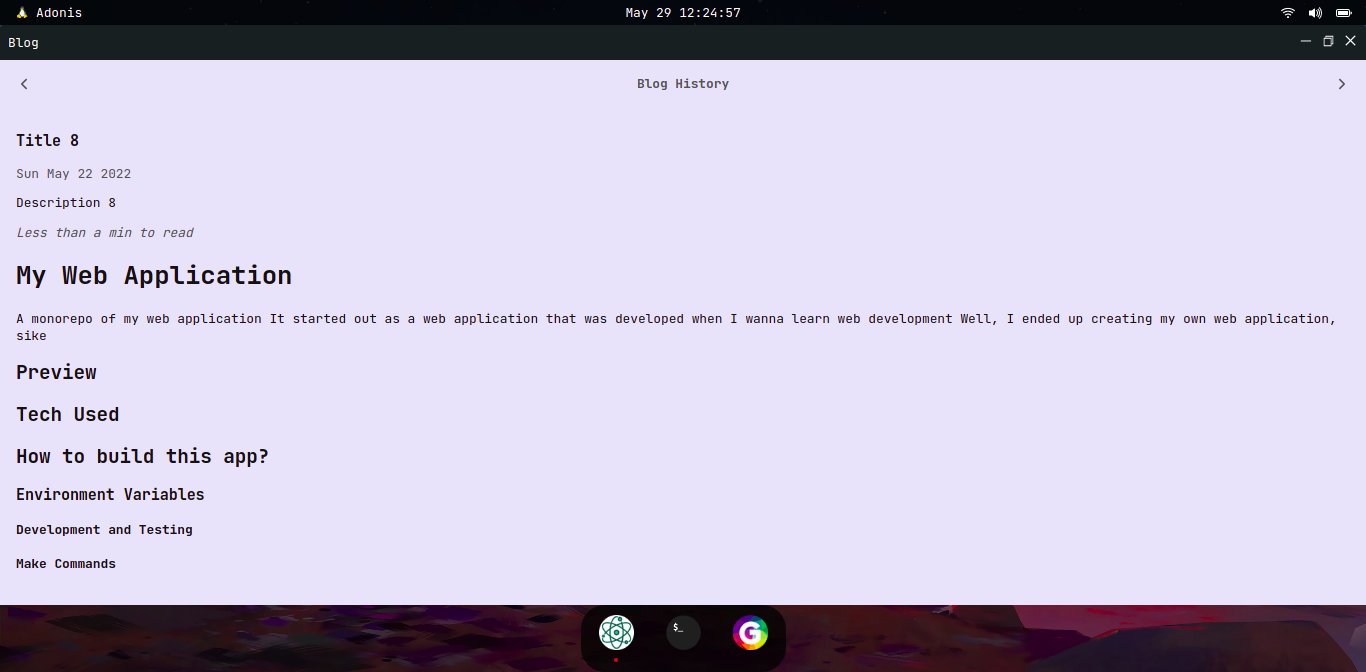 Adonis
May 29 12:24:57
Blog
Blog History
Title 8
Sun May 22 2022
Description 8
Less than a min to read
My Web Application
A monorepo of my web application It started out as a web application that was developed when I wanna learn web development Well, I ended up creating my own web application,
sike
Preview
Tech Used
How to build this app?
Environment Variables
Development and Testing
Make Commands
$_
G